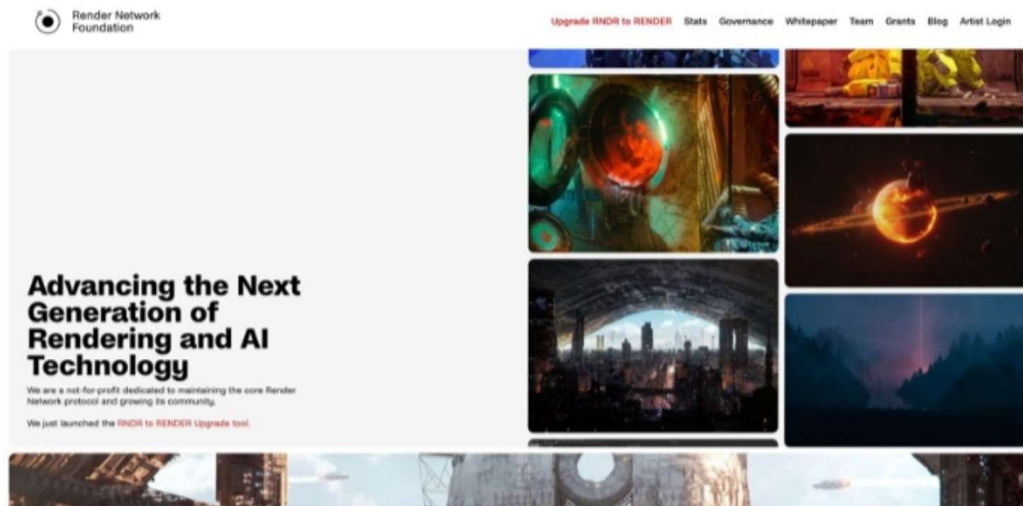 Render Network
Foundation
Upgrade RNDR to RENDER Stats Governance Whitepaper Team Grants Blog Artist Login
Advancing the Next
Generation of
Rendering and AI
Technology
We are a not-for-profit dedicated to maintaining the core Render
Network protocol and growing its community.
We just launched the RNDR to RENDER Upgrade tool.